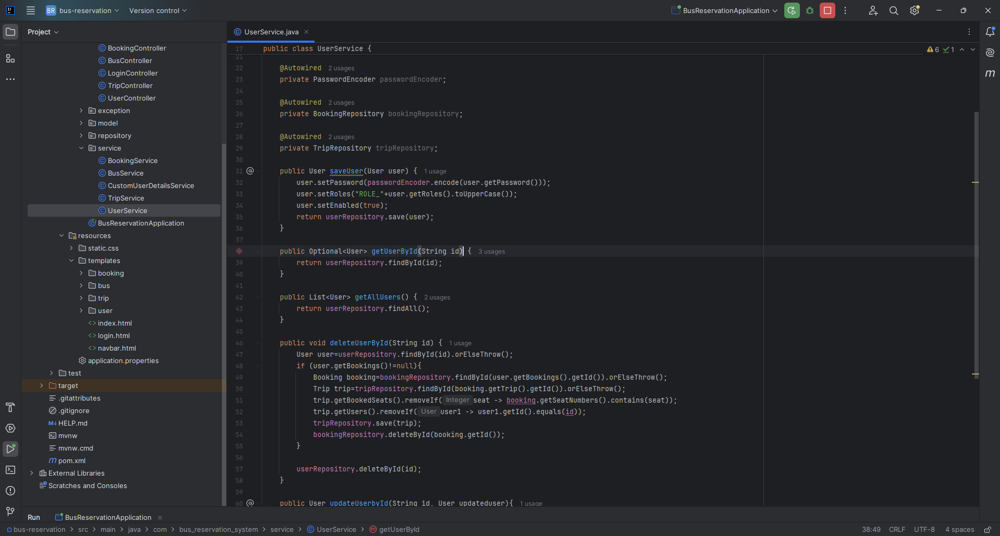 BR bus-reservation Version control BusReservationApplication
Project
UserService.java
BookingController
BusController
LoginController
TripController
UserController
exception
model
repository
service
BookingService
BusService
CustomUserDetailsService
TripService
UserService
BusReservationApplication
resources
static.css
templates
booking
bus
trip
user
<> index.html
<> login.html
<> navbar.html
application.properties
test
target
.gitattributes
.gitignore
M↓ HELP.md
mvnw
mvnw.cmd
m pom.xml
External Libraries
Scratches and Consoles
17 public class UserService {
6 1
21
22 @Autowired 2 usages
23 private PasswordEncoder passwordEncoder;
24
25 @Autowired 2 usages
26 private BookingRepository bookingRepository;
27
28 @Autowired 2 usages
29 private TripRepository tripRepository;
30
31 @ public User saveUser(User user) { 1 usage
32 user.setPassword(passwordEncoder.encode(user.getPassword()));
33 user.setRoles("ROLE_"+user.getRoles().toUpperCase());
34 user.setEnabled(true);
35 return userRepository.save(user);
36 }
37
public Optional<User> getUserById(String id) { 3 usages
39 return userRepository.findById(id);
40 }
41
42 public List<User> getAllUsers() { 2 usages
43 return userRepository.findAll();
44 }
45
46 public void deleteUserById(String id) { 1 usage
47 User user=userRepository.findById(id).orElseThrow();
48 if (user.getBookings()!=null){
49 Booking booking=bookingRepository.findById(user.getBookings().getId()).orElseThrow();
50 Trip trip=tripRepository.findById(booking.getTrip().getId()).orElseThrow();
51 trip.getBookedSeats().removeIf( Integer seat -> booking.getSeatNumbers().contains(seat));
52 trip.getUsers().removeIf( User user1 -> user1.getId().equals(id));
53 tripRepository.save(trip);
54 bookingRepository.deleteById(booking.getId());
55 }
56
57 userRepository.deleteById(id);
58 }
59
60 @ public User updateUserbyId(String id, User updateduser){ 1 usage
m
Run BusReservationApplication
bus-reservation > src > main > java > com > bus_reservation_system > service > UserService > getUserById
38:49 CRLF UTF-8 4 spaces